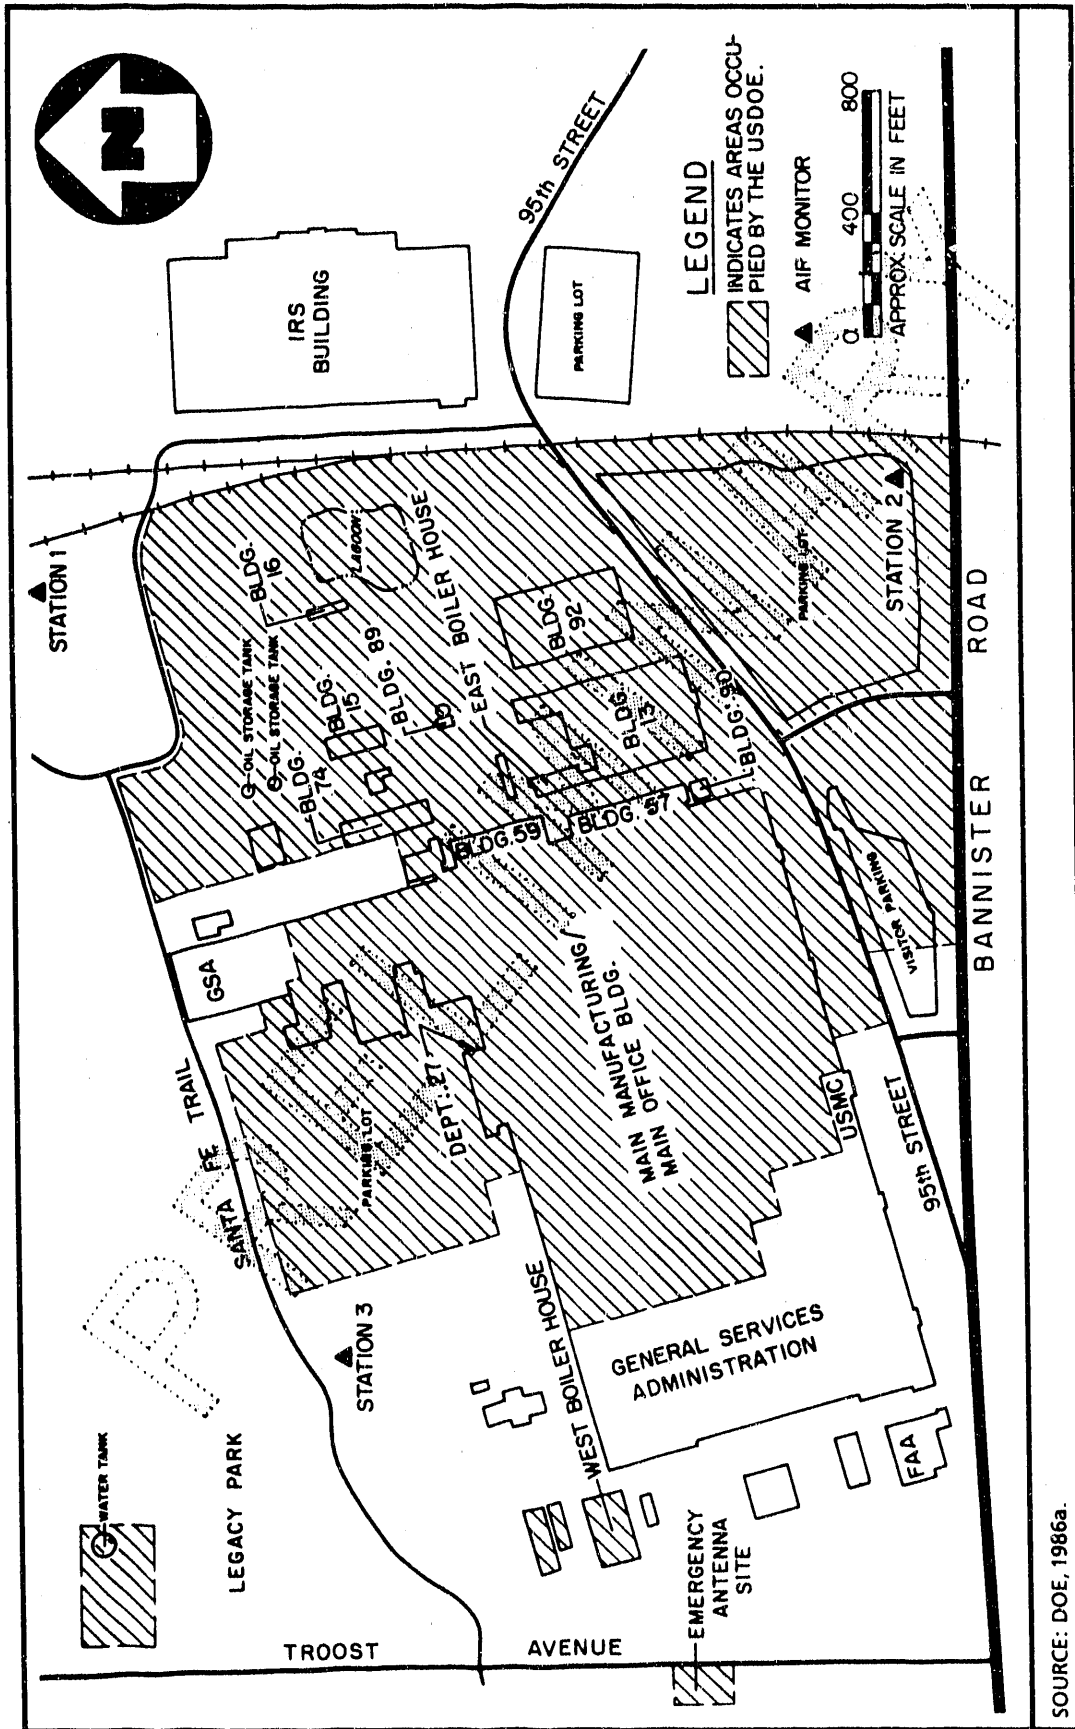 N
WATER TANK
LEGACY PARK
TROOST
AVENUE
EMERGENCY
ANTENNA
SITE
SANTA FE TRAIL
STATION 3
STATION 1
PARKING LOT
DEPT. 27
GSA
OIL STORAGE TANK
OIL STORAGE TANK
BLDG.
74
BLDG.
15
BLDG. 89
BLDG.
16
LAGOON
EAST BOILER HOUSE
BLDG.
92
BLDG.
13
BLDG. 90
BLDG. 59
BLDG. 57
MAIN MANUFACTURING/
MAIN OFFICE BLDG.
WEST BOILER HOUSE
GENERAL SERVICES
ADMINISTRATION
FAA
USMC
95th STREET
VISITOR PARKING
PARKING LOT
STATION 2
BANNISTER ROAD
IRS
BUILDING
PARKING LOT
95th STREET
LEGEND
INDICATES AREAS OCCU-
PIED BY THE USDOE.
AIR MONITOR
0 400 800
APPROX. SCALE IN FEET
SOURCE: DOE, 1986a.